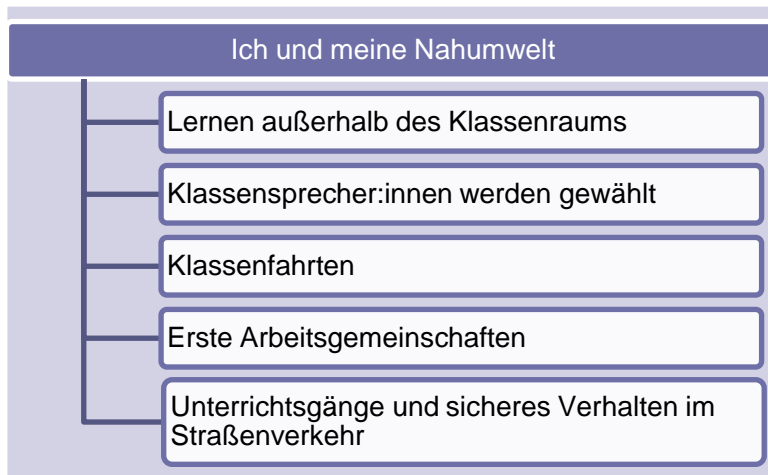 Ich und meine Nahumwelt
Lernen außerhalb des Klassenraums
Klassensprecher:innen werden gewählt
Klassenfahrten
Erste Arbeitsgemeinschaften
Unterrichtsgänge und sicheres Verhalten im
Straßenverkehr